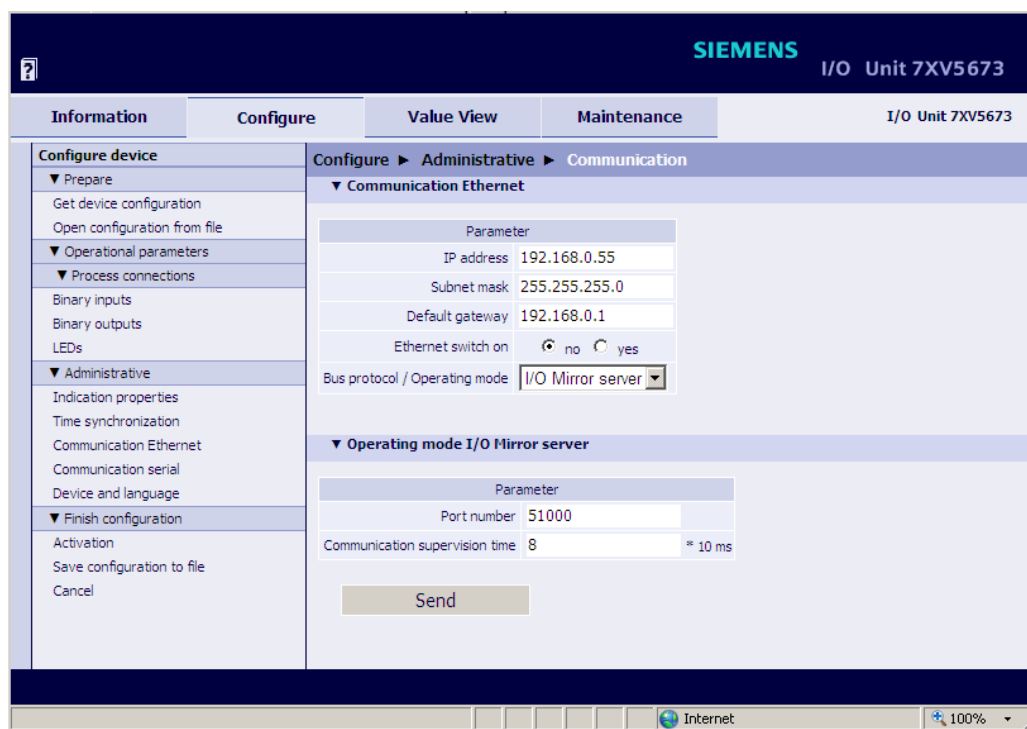 ?
SIEMENS
I/O Unit 7XV5673
Information
Configure
Value View
Maintenance
I/O Unit 7XV5673
Configure device
▼ Prepare
Get device configuration
Open configuration from file
▼ Operational parameters
▼ Process connections
Binary inputs
Binary outputs
LEDs
▼ Administrative
Indication properties
Time synchronization
Communication Ethernet
Communication serial
Device and language
▼ Finish configuration
Activation
Save configuration to file
Cancel
Configure ► Administrative ► Communication
▼ Communication Ethernet
Parameter
IP address 192.168.0.55
Subnet mask 255.255.255.0
Default gateway 192.168.0.1
Ethernet switch on no yes
Bus protocol / Operating mode I/O Mirror server
▼ Operating mode I/O Mirror server
Parameter
Port number 51000
Communication supervision time 8 * 10 ms
Send
Internet
100%